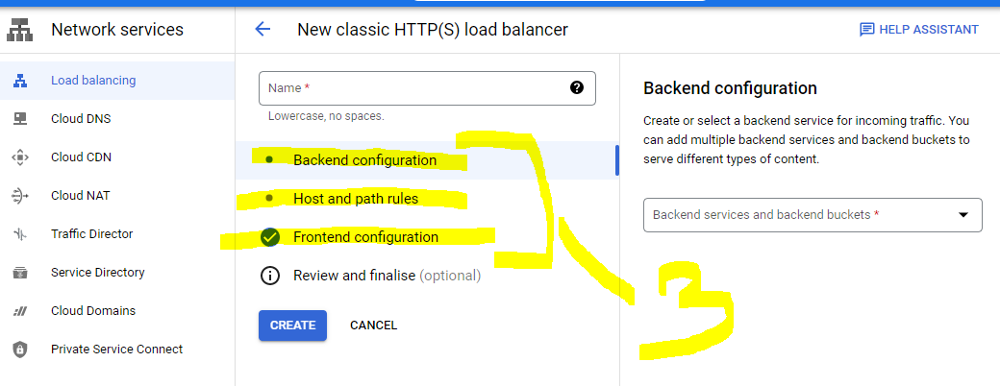 Network services
New classic HTTP(S) load balancer
HELP ASSISTANT
Load balancing
Cloud DNS
Cloud CDN
Cloud NAT
Traffic Director
Service Directory
Cloud Domains
Private Service Connect
Name *
Lowercase, no spaces.
Backend configuration
Host and path rules
Frontend configuration
Review and finalise (optional)
CREATE CANCEL
3
Backend configuration
Create or select a backend service for incoming traffic. You
can add multiple backend services and backend buckets to
serve different types of content.
Backend services and backend buckets *